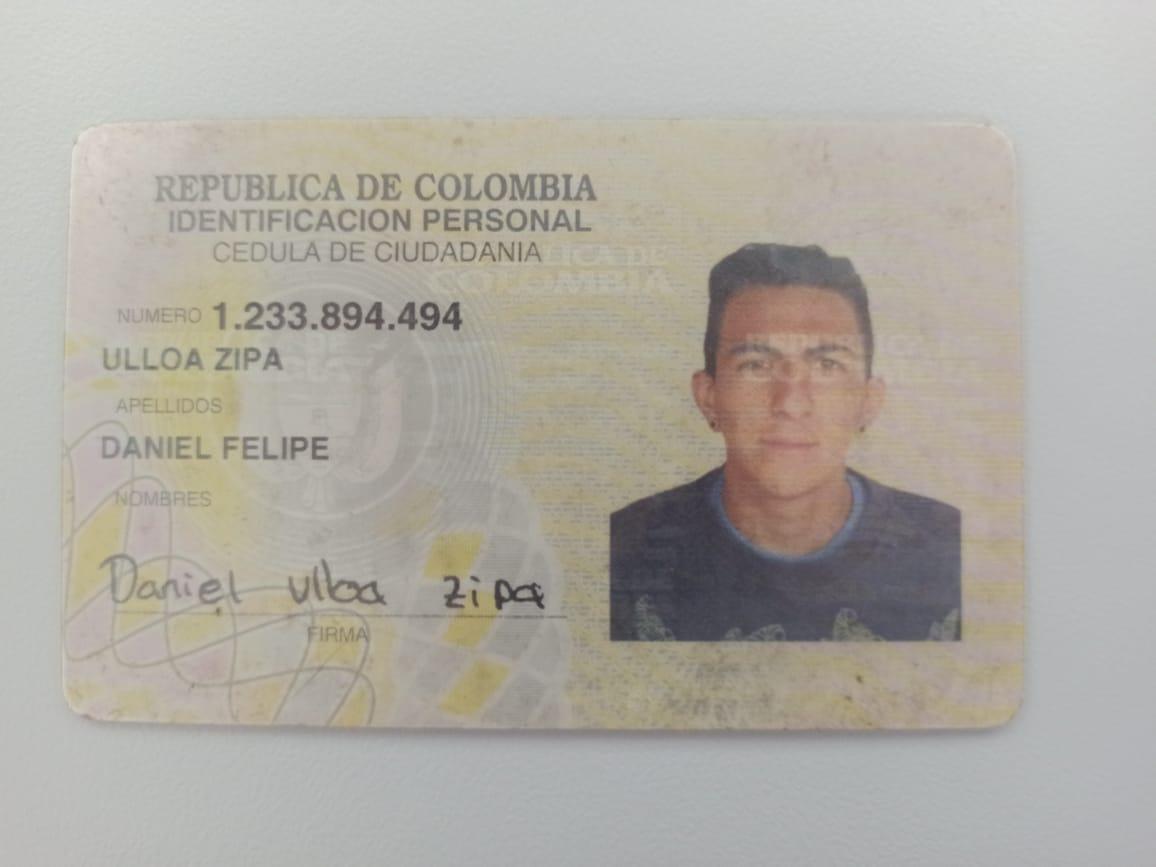 REPUBLICA DE COLOMBIA
IDENTIFICACION PERSONAL
CEDULA DE CIUDADANIA
NUMERO 1.233.894.494
ULLOA ZIPA
APELLIDOS
DANIEL FELIPE
NOMBRES
Daniel Ulloa Zipa
FIRMA